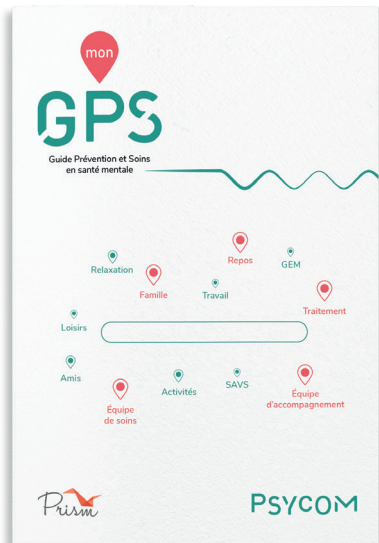 mon
GPS
Guide Prévention et Soins
en santé mentale
Repos
GEM
Relaxation
Famille
Travail
Traitement
Loisirs
Amis
Équipe
de soins
Activités
SAVS
Équipe
d'accompagnement
Prism
PSYCOM